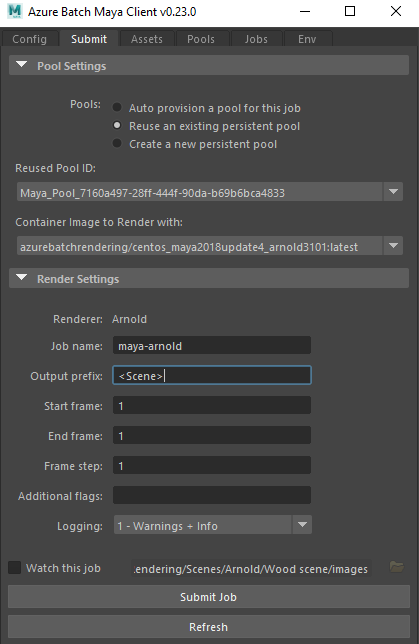 Azure Batch Maya Client v0.23.0
Config Submit Assets Pools Jobs Env
Pool Settings
Pools: Auto provision a pool for this job
Reuse an existing persistent pool
Create a new persistent pool
Reused Pool ID:
Maya_Pool_7160a497-28ff-444f-90da-b69b6bca4833
Container Image to Render with:
azurebatchrendering/centos_maya2018update4_arnold3101:latest
Render Settings
Renderer: Arnold
Job name: maya-arnold
Output prefix: <Scene>
Start frame: 1
End frame: 1
Frame step: 1
Additional flags:
Logging: 1 - Warnings + Info
Watch this job .endering/Scenes/Arnold/Wood scene/images
Submit Job
Refresh